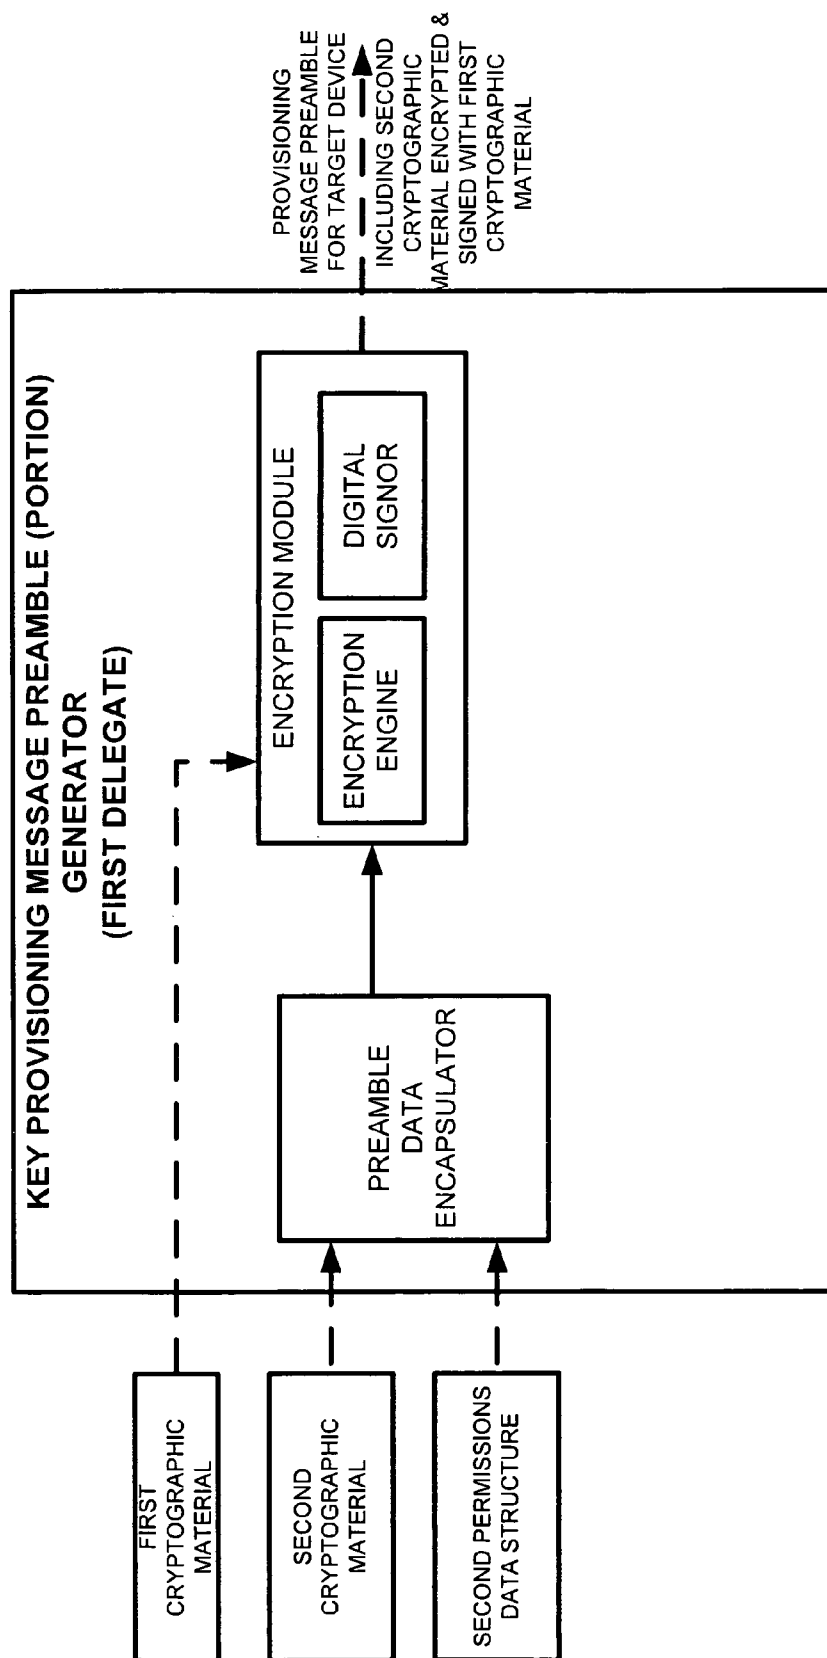 KEY PROVISIONING MESSAGE PREAMBLE (PORTION)
GENERATOR
(FIRST DELEGATE)
FIRST
CRYPTOGRAPHIC
MATERIAL
SECOND
CRYPTOGRAPHIC
MATERIAL
SECOND PERMISSIONS
DATA STRUCTURE
PREAMBLE
DATA
ENCAPSULATOR
ENCRYPTION MODULE
ENCRYPTION
ENGINE
DIGITAL
SIGNOR
PROVISIONING
MESSAGE PREAMBLE
FOR TARGET DEVICE
INCLUDING SECOND
CRYPTOGRAPHIC
MATERIAL ENCRYPTED &
SIGNED WITH FIRST
CRYPTOGRAPHIC
MATERIAL